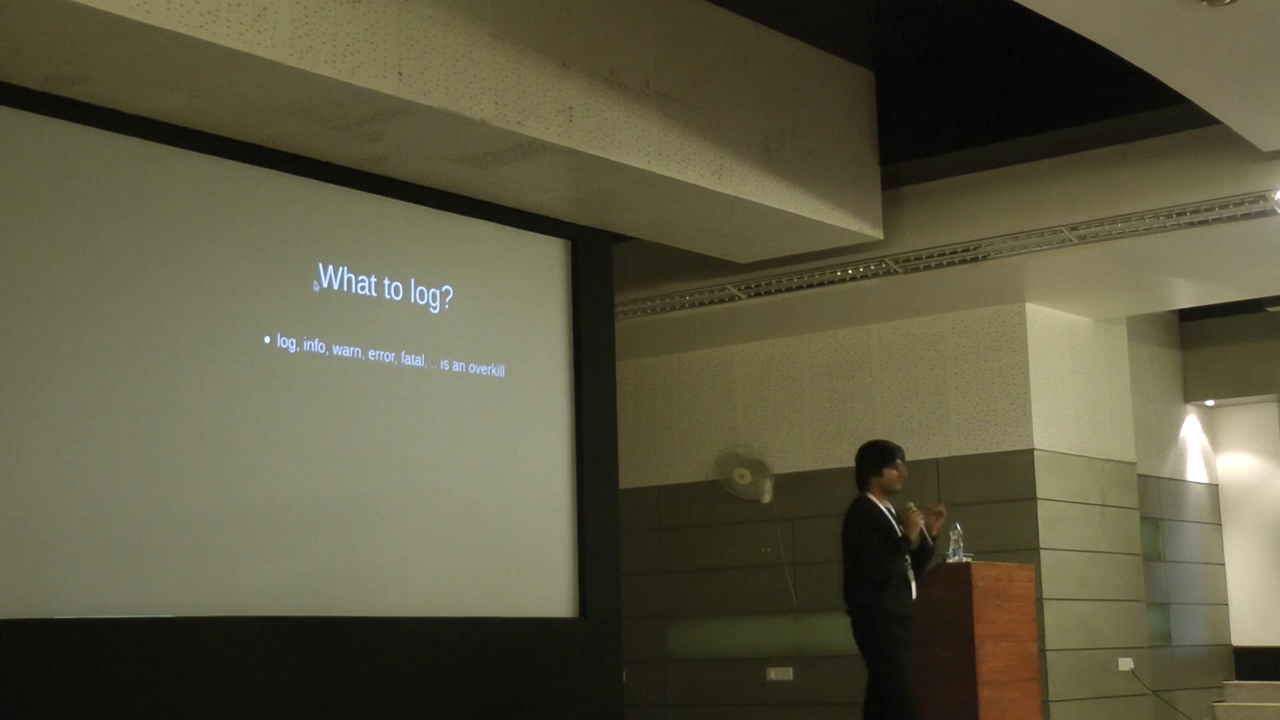 What to log?
• log, info, warn, error, fatal, .. is an overkill